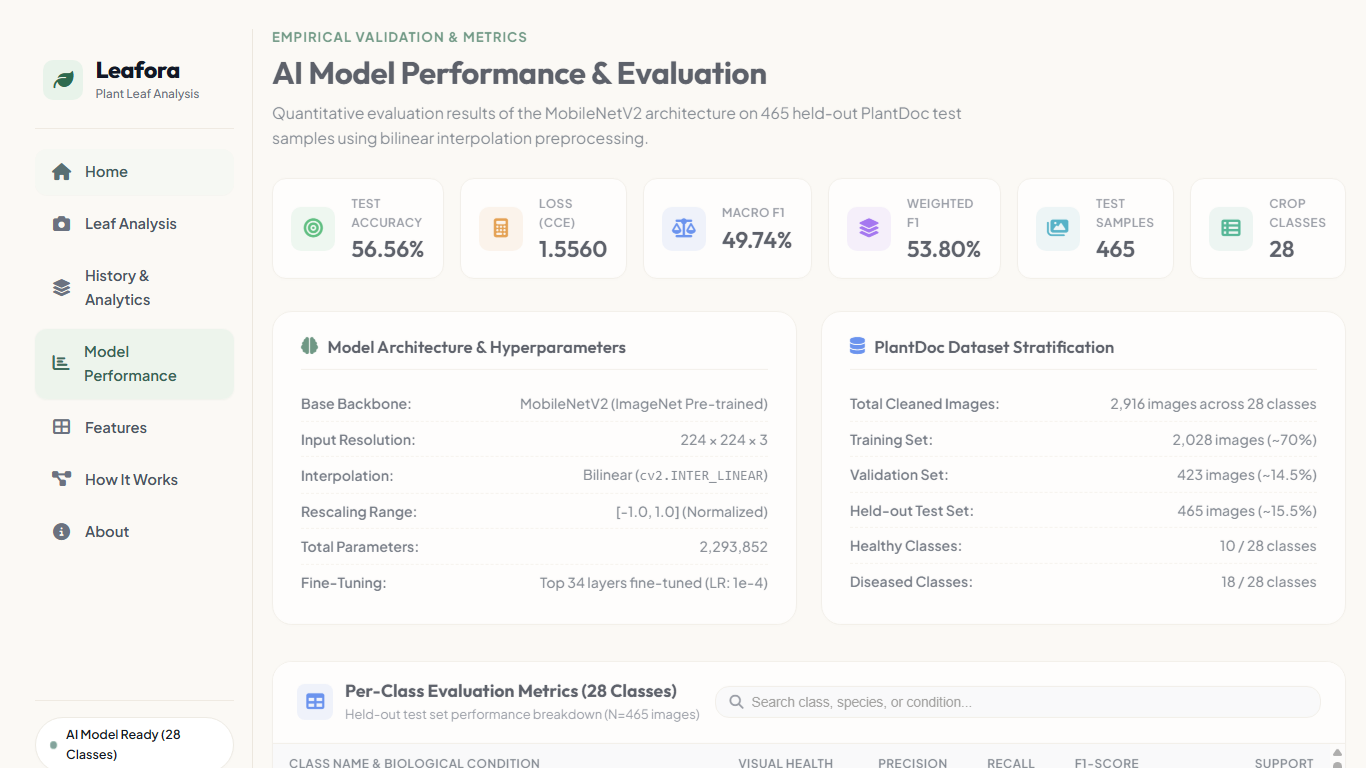 Leafora
Plant Leaf Analysis
Home
Leaf Analysis
History &
Analytics
Model
Performance
Features
How It Works
About
AI Model Ready (28
Classes)
EMPIRICAL VALIDATION & METRICS
AI Model Performance & Evaluation
Quantitative evaluation results of the MobileNetV2 architecture on 465 held-out PlantDoc test
samples using bilinear interpolation preprocessing.
TEST
ACCURACY
56.56%
LOSS
(CCE)
1.5560
MACRO F1
49.74%
WEIGHTED
F1
53.80%
TEST
SAMPLES
465
CROP
CLASSES
28
Model Architecture & Hyperparameters
Base Backbone: MobileNetV2 (ImageNet Pre-trained)
Input Resolution: 224 × 224 × 3
Interpolation: Bilinear (cv2.INTER_LINEAR)
Rescaling Range: [-1.0, 1.0] (Normalized)
Total Parameters: 2,293,852
Fine-Tuning: Top 34 layers fine-tuned (LR: 1e-4)
PlantDoc Dataset Stratification
Total Cleaned Images: 2,916 images across 28 classes
Training Set: 2,028 images (~70%)
Validation Set: 423 images (~14.5%)
Held-out Test Set: 465 images (~15.5%)
Healthy Classes: 10 / 28 classes
Diseased Classes: 18 / 28 classes
Per-Class Evaluation Metrics (28 Classes)
Held-out test set performance breakdown (N=465 images)
Search class, species, or condition...
CLASS NAME & BIOLOGICAL CONDITION VISUAL HEALTH PRECISION RECALL F1-SCORE SUPPORT